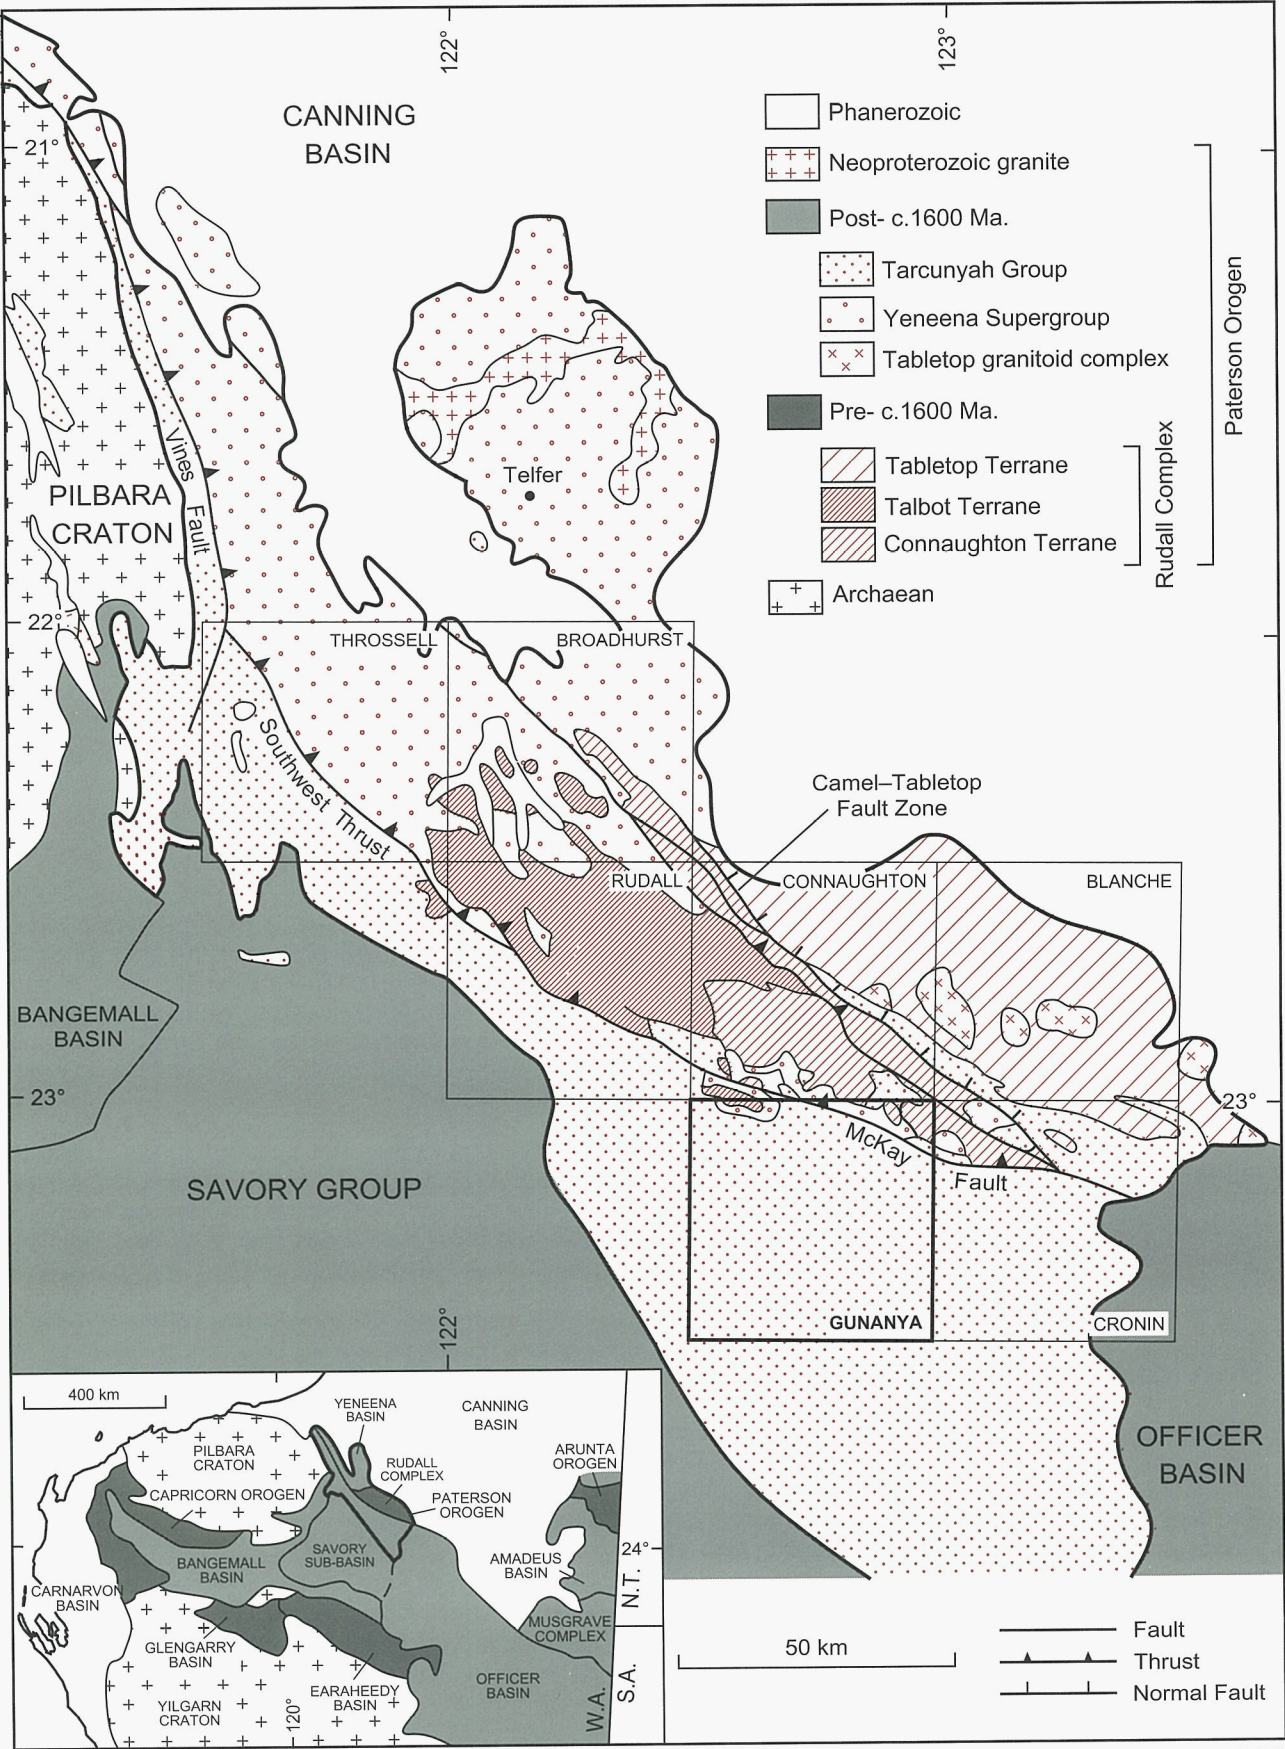 122°
123°
CANNING
BASIN
21°
Phanerozoic
Neoproterozoic granite
Post- c.1600 Ma.
Tarcunyah Group
Yeneena Supergroup
Tabletop granitoid complex
Pre- c.1600 Ma.
Tabletop Terrane
Talbot Terrane
Connaughton Terrane
Archaean
Rudall Complex
Paterson Orogen
Vines
Fault
Telfer
PILBARA
CRATON
22°
THROSSELL
BROADHURST
Southwest
Thrust
Camel–Tabletop
Fault Zone
RUDALL
CONNAUGHTON
BLANCHE
BANGEMALL
BASIN
23°
23°
McKay
Fault
SAVORY GROUP
GUNANYA
CRONIN
122°
OFFICER
BASIN
24°
400 km
YENEENA
BASIN
CANNING
BASIN
PILBARA
CRATON
RUDALL
COMPLEX
ARUNTA
OROGEN
CAPRICORN OROGEN
PATERSON
OROGEN
SAVORY
SUB-BASIN
BANGEMALL
BASIN
AMADEUS
BASIN
CARNARVON
BASIN
MUSGRAVE
COMPLEX
GLENGARRY
BASIN
EARAHEEDY
BASIN
OFFICER
BASIN
YILGARN
CRATON
120°
N.T.
W.A.
S.A.
50 km
Fault
Thrust
Normal Fault